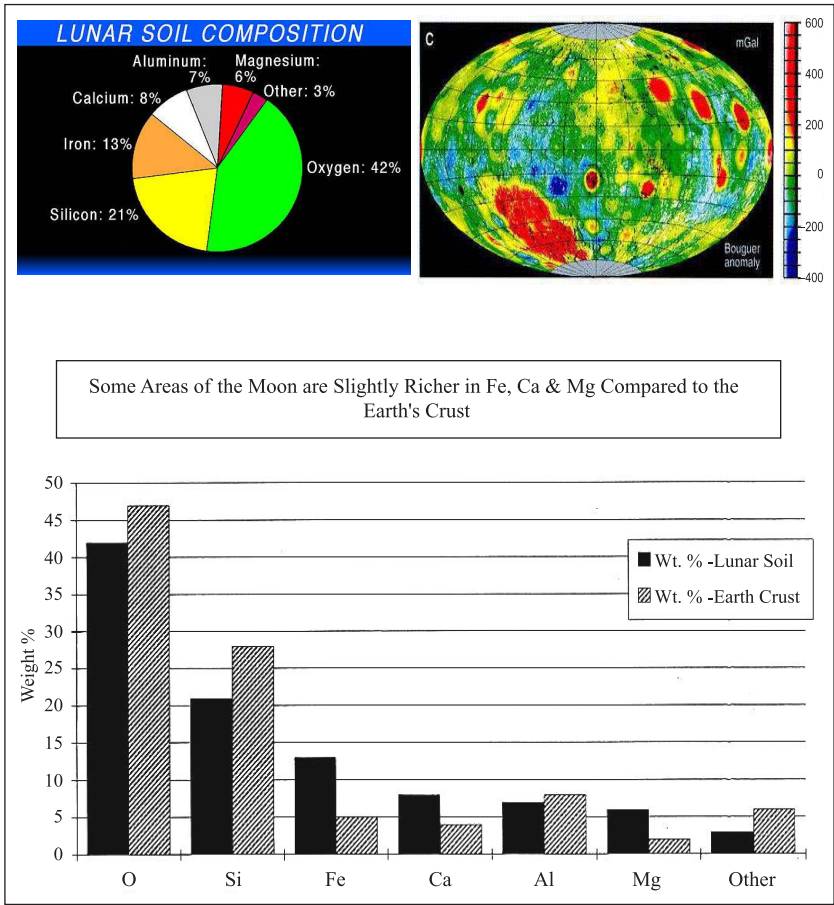 LUNAR SOIL COMPOSITION
Aluminum:
7%
Magnesium:
6%
Other: 3%
Calcium: 8%
Iron: 13%
Oxygen: 42%
Silicon: 21%
C
mGal
Bouguer
anomaly
600
400
200
0
-200
-400
Some Areas of the Moon are Slightly Richer in Fe, Ca & Mg Compared to the
Earth's Crust
50
45
40
35
30
25
20
15
10
5
0
Weight %
Wt. % -Lunar Soil
Wt. % -Earth Crust
O Si Fe Ca Al Mg Other